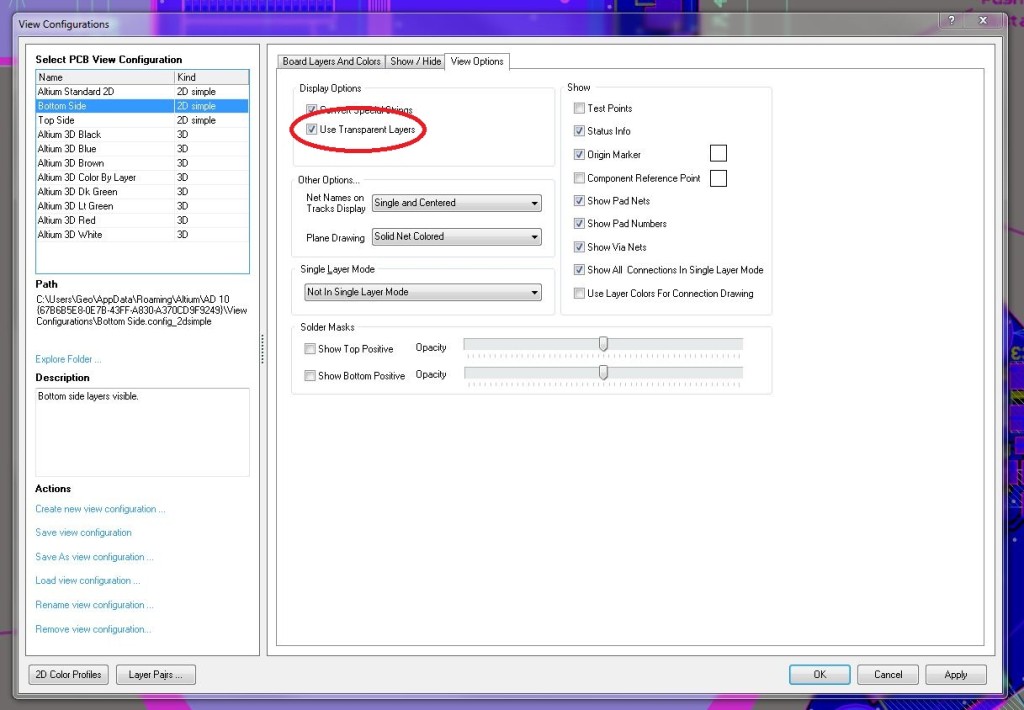 View Configurations
Select PCB View Configuration
Name Kind
Altium Standard 2D 2D simple
Bottom Side 2D simple
Top Side 2D simple
Altium 3D Black 3D
Altium 3D Blue 3D
Altium 3D Brown 3D
Altium 3D Color By Layer 3D
Altium 3D Dk Green 3D
Altium 3D Lt Green 3D
Altium 3D Red 3D
Altium 3D White 3D
Path
C:\Users\Geo\AppData\Roaming\Altium\AD 10
{67B6B5E8-0E7B-43FF-A830-A370CD9F9249}\View
Configurations\Bottom Side.config_2dsimple
Explore Folder ...
Description
Bottom side layers visible.
Actions
Create new view configuration ...
Save view configuration
Save As view configuration ...
Load view configuration ...
Rename view configuration ...
Remove view configuration...
Board Layers And Colors Show / Hide View Options
Display Options
Convert Special Strings
Use Transparent Layers
Other Options...
Net Names on
Tracks Display Single and Centered
Plane Drawing Solid Net Colored
Single Layer Mode
Not In Single Layer Mode
Show
Test Points
Status Info
Origin Marker
Component Reference Point
Show Pad Nets
Show Pad Numbers
Show Via Nets
Show All Connections In Single Layer Mode
Use Layer Colors For Connection Drawing
Solder Masks
Show Top Positive Opacity
Show Bottom Positive Opacity
2D Color Profiles Layer Pairs ... OK Cancel Apply